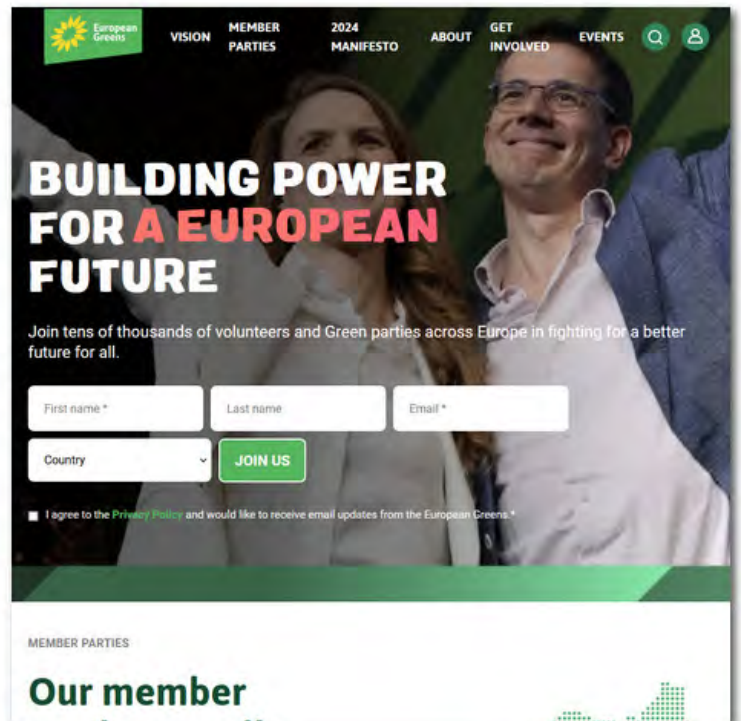 European
Greens
VISION
MEMBER
PARTIES
2024
MANIFESTO
ABOUT
GET
INVOLVED
EVENTS
BUILDING POWER
FOR A EUROPEAN
FUTURE
Join tens of thousands of volunteers and Green parties across Europe in fighting for a better
future for all.
First name *
Last name
Email *
Country
JOIN US
I agree to the Privacy Policy and would like to receive email updates from the European Greens.*
MEMBER PARTIES
Our member